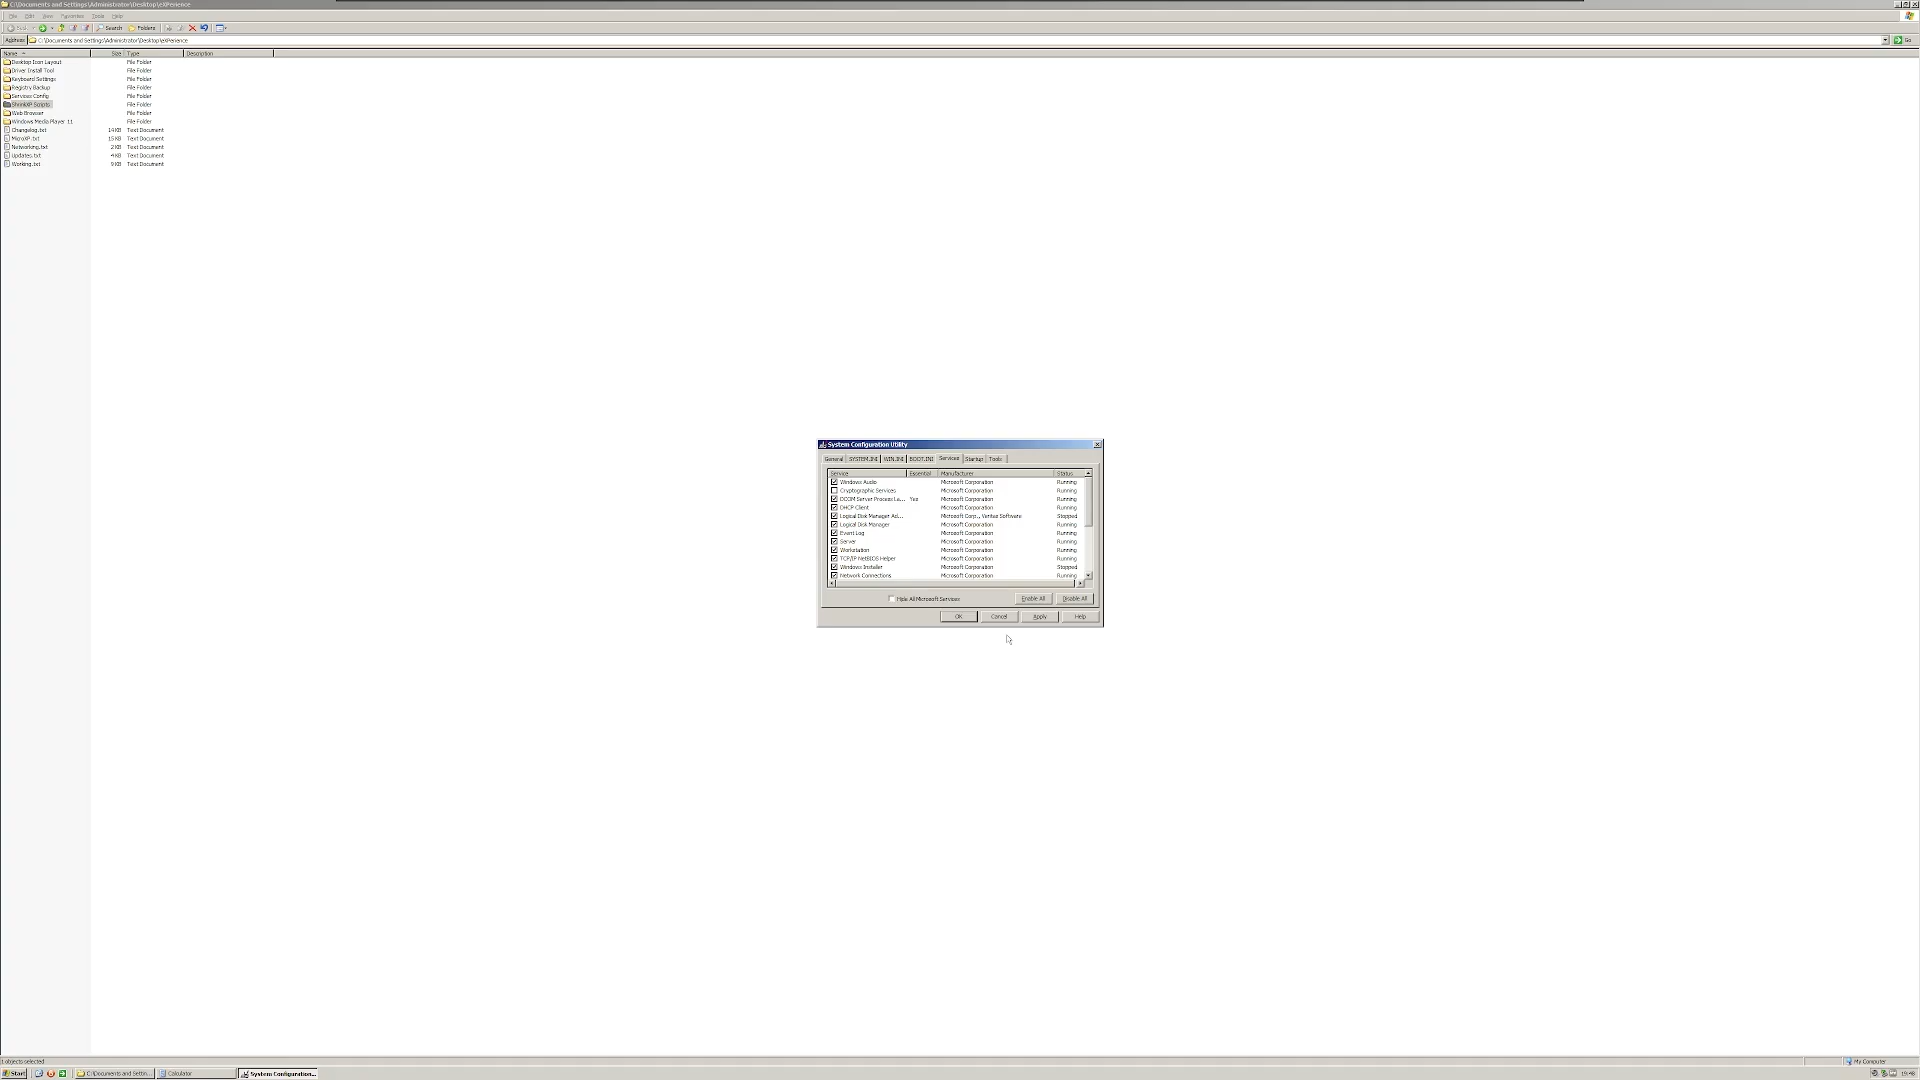 C:\Documents and Settings\Administrator\Desktop\eXPerience
File Edit View Favorites Tools Help
Search Folders
Address C:\Documents and Settings\Administrator\Desktop\eXPerience Go
Name Size Type Description
Desktop Icon Layout File Folder
Driver Install Tool File Folder
Keyboard Settings File Folder
Registry Backup File Folder
Services Config File Folder
ShrinkXP Scripts File Folder
Web Browser File Folder
Windows Media Player 11 File Folder
Changelog.txt 14 KB Text Document
MicroXP.txt 15 KB Text Document
Networking.txt 2 KB Text Document
Updates.txt 4 KB Text Document
Working.txt 9 KB Text Document
System Configuration Utility
General SYSTEM.INI WIN.INI BOOT.INI Services Startup Tools
Service Essential Manufacturer Status
Windows Audio Microsoft Corporation Running
Cryptographic Services Microsoft Corporation Running
DCOM Server Process La... Yes Microsoft Corporation Running
DHCP Client Microsoft Corporation Running
Logical Disk Manager Ad... Microsoft Corp., Veritas Software Stopped
Logical Disk Manager Microsoft Corporation Running
Event Log Microsoft Corporation Running
Server Microsoft Corporation Running
Workstation Microsoft Corporation Running
TCP/IP NetBIOS Helper Microsoft Corporation Running
Windows Installer Microsoft Corporation Stopped
Network Connections Microsoft Corporation Running
Hide All Microsoft Services Enable All Disable All
OK Cancel Apply Help
1 objects selected My Computer
Start C:\Documents and Settin... Calculator System Configuration... 19:48